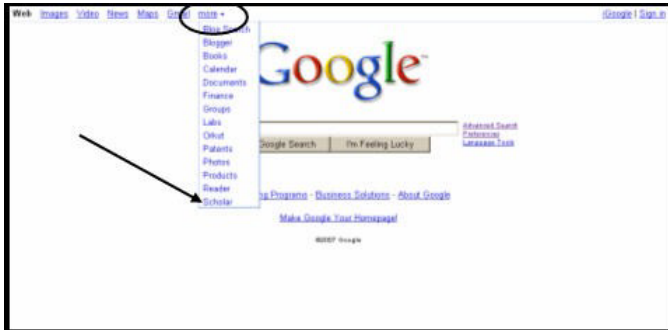 Web Images Video News Maps Gmail more iGoogle | Sign in
Blog Search
Blogger
Books
Calendar
Documents
Finance
Groups
Labs
Orkut
Patents
Photos
Products
Reader
Scholar
Google
Advanced Search
Preferences
Language Tools
Google Search I'm Feeling Lucky
Programs - Business Solutions - About Google
Make Google Your Homepage!
©2007 Google